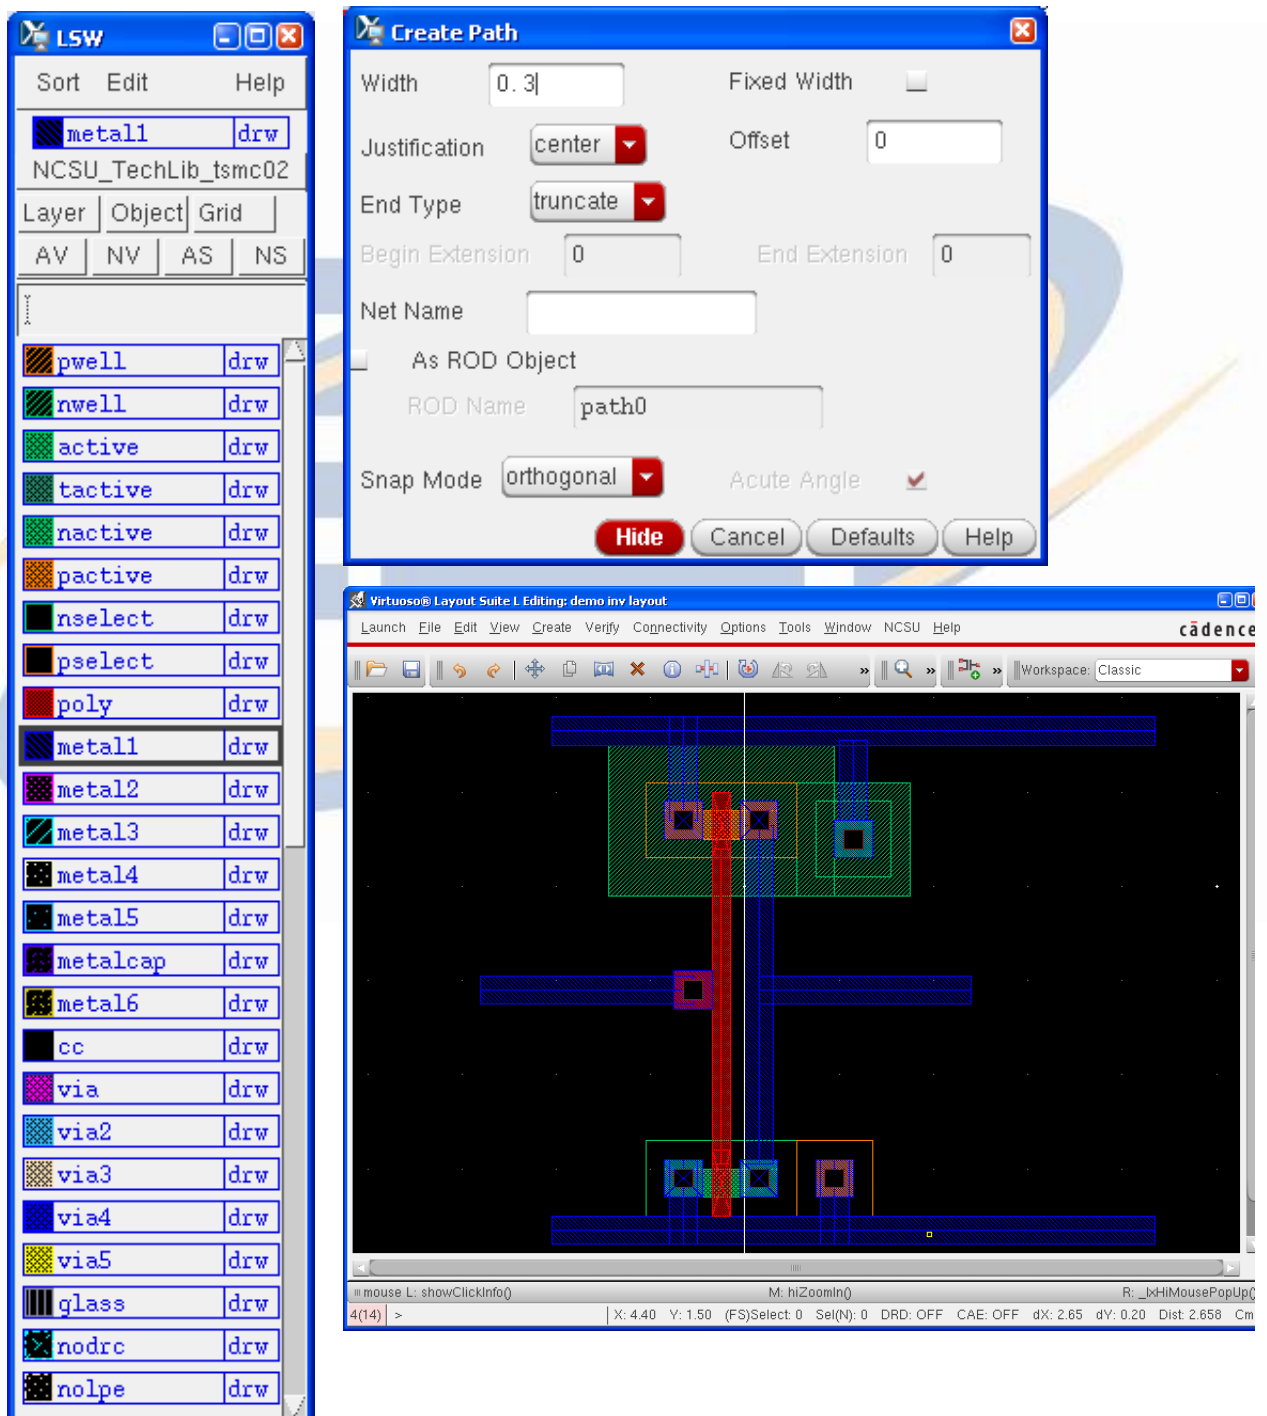 LSW
Sort Edit Help
metal1 drw
NCSU_TechLib_tsmc02
Layer Object Grid
AV NV AS NS
pwell drw
nwell drw
active drw
tactive drw
nactive drw
pactive drw
nselect drw
pselect drw
poly drw
metal1 drw
metal2 drw
metal3 drw
metal4 drw
metal5 drw
metalcap drw
metal6 drw
cc drw
via drw
via2 drw
via3 drw
via4 drw
via5 drw
glass drw
nodrc drw
nolpe drw
Create Path
Width 0.3 Fixed Width
Justification center Offset 0
End Type truncate
Begin Extension 0 End Extension 0
Net Name
As ROD Object
ROD Name path0
Snap Mode orthogonal Acute Angle
Hide Cancel Defaults Help
Virtuoso® Layout Suite L Editing: demo inv layout
Launch File Edit View Create Verify Connectivity Options Tools Window NCSU Help cādence
» » » Workspace: Classic
mouse L: showClickInfo() M: hiZoomIn() R: _lxHiMousePopUp()
4(14) > X: 4.40 Y: 1.50 (FS)Select: 0 Sel(N): 0 DRD: OFF CAE: OFF dX: 2.65 dY: 0.20 Dist: 2.658 Cm